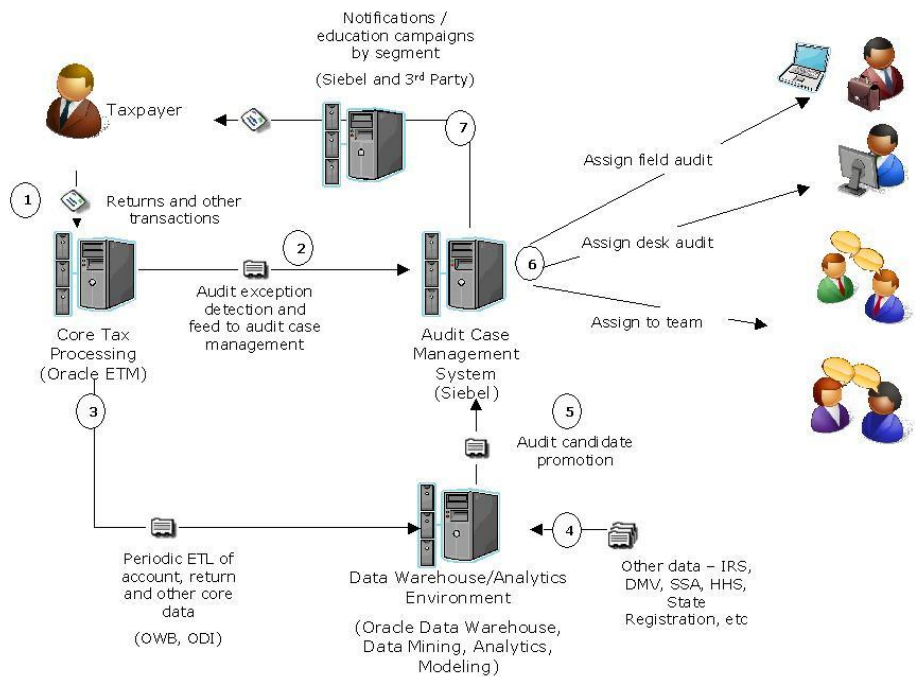 Notifications /
education campaigns
by segment
(Siebel and 3rd Party)
Taxpayer
7
1
Returns and other
transactions
2
Audit exception
detection and
feed to audit case
management
Core Tax
Processing
(Oracle ETM)
Audit Case
Management
System
(Siebel)
6
Assign field audit
Assign desk audit
Assign to team
3
5
Audit candidate
promotion
4
Periodic ETL of
account, return
and other core
data
(OWB, ODI)
Data Warehouse/Analytics
Environment
(Oracle Data Warehouse,
Data Mining, Analytics,
Modeling)
Other data – IRS,
DMV, SSA, HHS,
State
Registration, etc